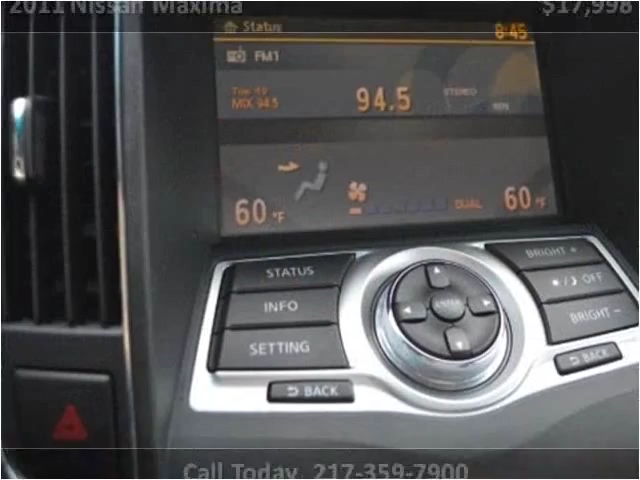 2011 Nissan Maxima $17,998
Status 8:45
FM1
MIX 94.5 94.5 STEREO
60 °F DUAL 60 °F
STATUS BRIGHT +
INFO ENTER OFF
SETTING BRIGHT -
BACK BACK
Call Today, 217-359-7900